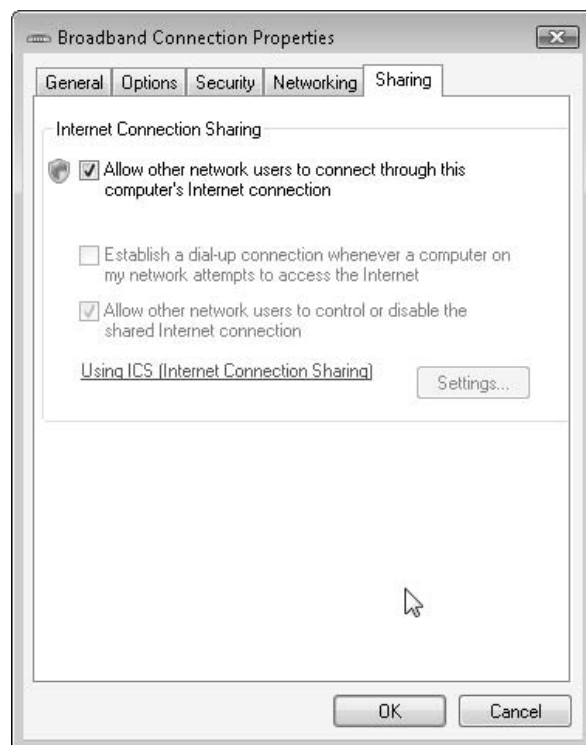 Broadband Connection Properties
General Options Security Networking Sharing
Internet Connection Sharing
Allow other network users to connect through this
computer's Internet connection
Establish a dial-up connection whenever a computer on
my network attempts to access the Internet
Allow other network users to control or disable the
shared Internet connection
Using ICS (Internet Connection Sharing)
Settings...
OK Cancel